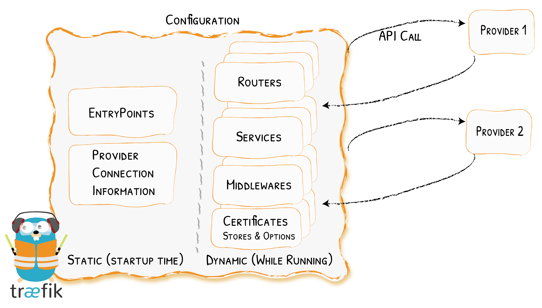 Configuration
API Call
Provider 1
Routers
EntryPoints
Services
Provider 2
Provider
Connection
Information
Middlewares
Certificates
Stores & Options
Static (startup time)
Dynamic (While Running)
træfik